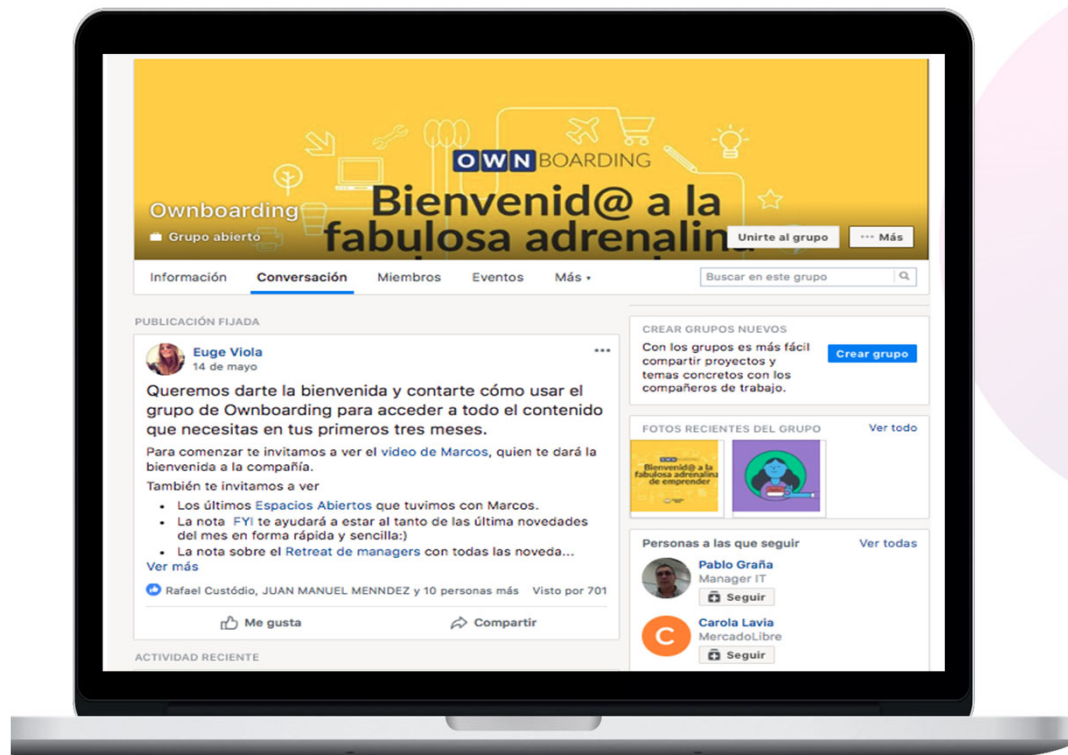 OWNBOARDING
Bienvenid@ a la
fabulosa adrenalina
Ownboarding
Grupo abierto
Unirte al grupo
··· Más
Información
Conversación
Miembros
Eventos
Más
Buscar en este grupo
PUBLICACIÓN FIJADA
Euge Viola
14 de mayo
Queremos darte la bienvenida y contarte cómo usar el
grupo de Ownboarding para acceder a todo el contenido
que necesitas en tus primeros tres meses.
Para comenzar te invitamos a ver el video de Marcos, quien te dará la
bienvenida a la compañía.
También te invitamos a ver
• Los últimos Espacios Abiertos que tuvimos con Marcos.
• La nota FYI te ayudará a estar al tanto de las última novedades
del mes en forma rápida y sencilla:)
• La nota sobre el Retreat de managers con todas las noveda...
Ver más
Rafael Custódio, JUAN MANUEL MENNDEZ y 10 personas más
Visto por 701
Me gusta
Compartir
ACTIVIDAD RECIENTE
CREAR GRUPOS NUEVOS
Con los grupos es más fácil
compartir proyectos y
temas concretos con los
compañeros de trabajo.
Crear grupo
FOTOS RECIENTES DEL GRUPO
Ver todo
Bienvenid@ a la
fabulosa adrenalina
de emprender
Personas a las que seguir
Ver todas
Pablo Graña
Manager IT
Seguir
C
Carola Lavia
MercadoLibre
Seguir